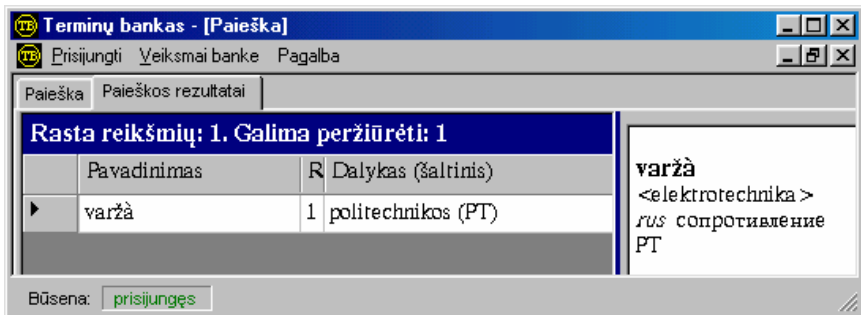 TB Terminų bankas - [Paieška]
TB Prisijungti Veiksmai banke Pagalba
Paieška Paieškos rezultatai
Rasta reikšmių: 1. Galima peržiūrėti: 1
Pavadinimas R Dalykas (šaltinis)
varžà 1 politechnikos (PT)
varžà
<elektrotechnika>
rus сопротивление
PT
Būsena: prisijungęs